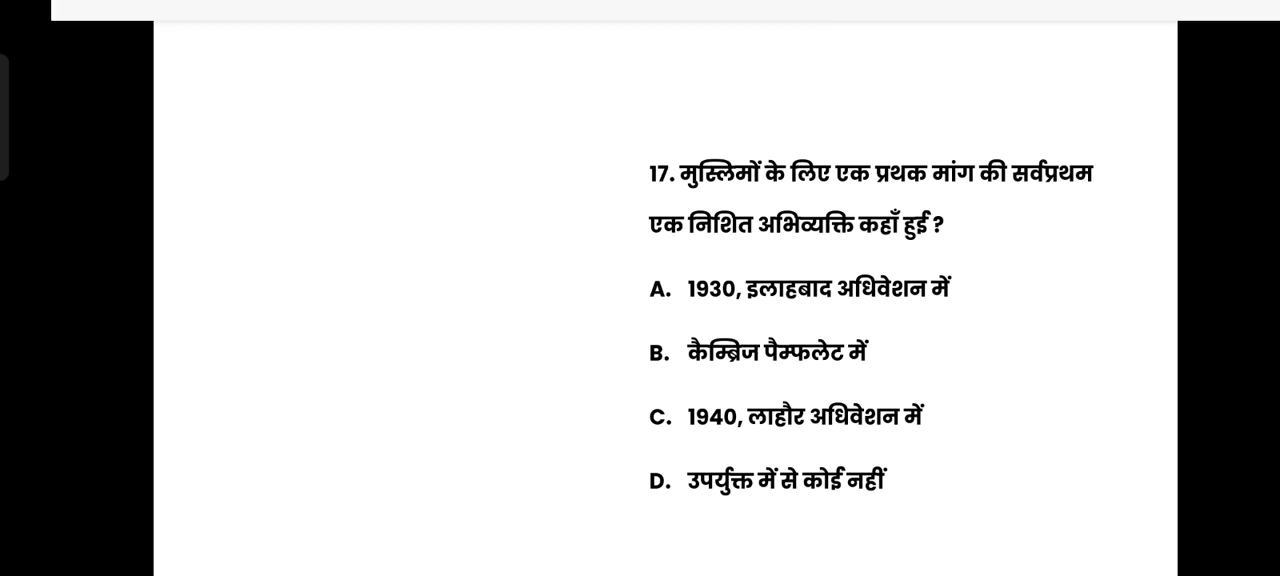 17. मुस्लिमों के लिए एक प्रथक मांग की सर्वप्रथम
एक निशित अभिव्यक्ति कहाँ हुई ?
A. 1930, इलाहबाद अधिवेशन में
B. कैम्ब्रिज पैम्फलेट में
C. 1940, लाहौर अधिवेशन में
D. उपर्युक्त में से कोई नहीं